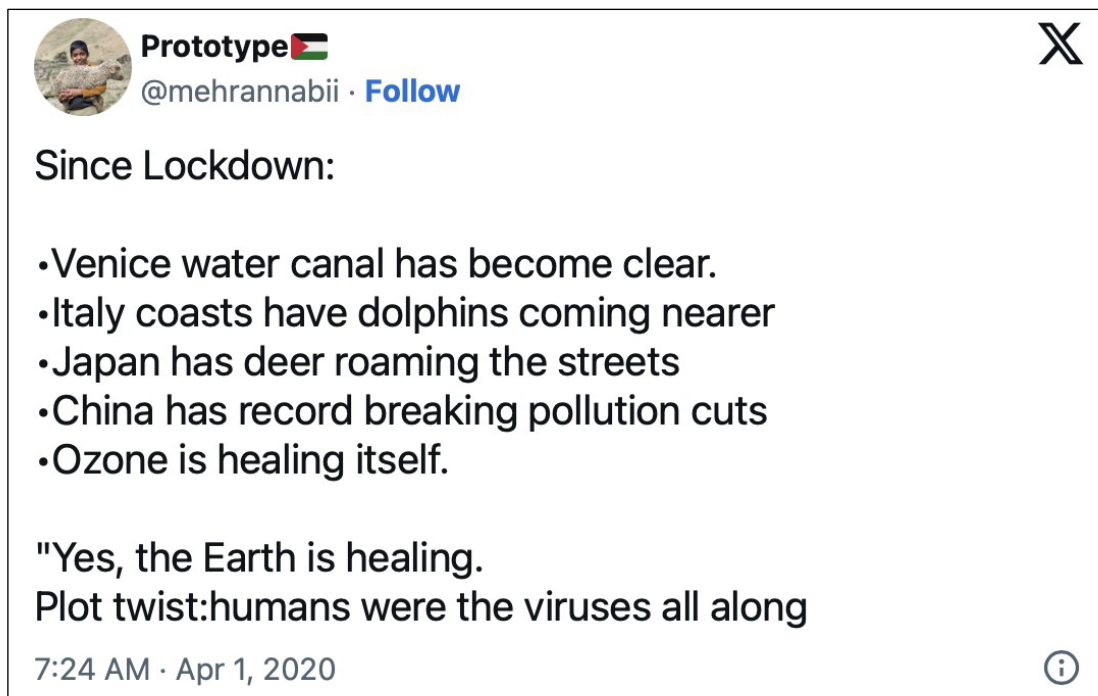 Prototype🇵🇸
@mehrannabii · Follow
Since Lockdown:
•Venice water canal has become clear.
•Italy coasts have dolphins coming nearer
•Japan has deer roaming the streets
•China has record breaking pollution cuts
•Ozone is healing itself.
"Yes, the Earth is healing.
Plot twist:humans were the viruses all along
7:24 AM · Apr 1, 2020